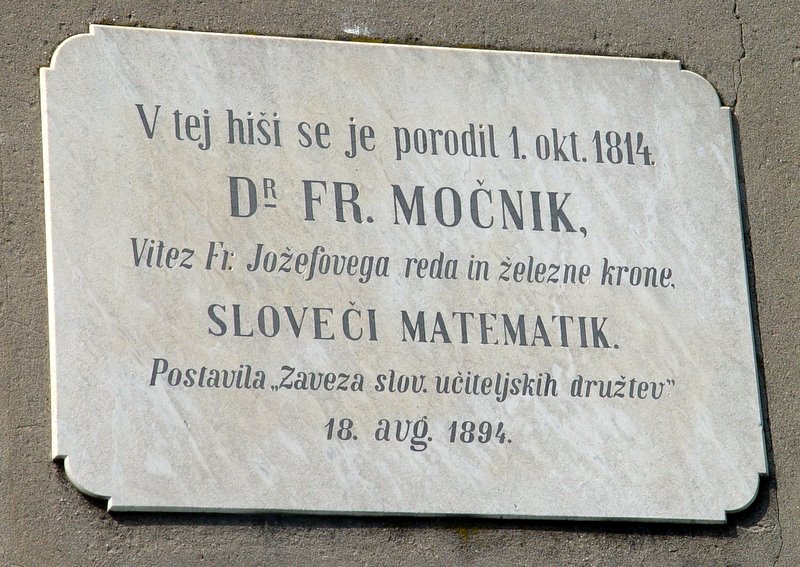 V tej hiši se je porodil 1. okt. 1814.
Dᴿ FR. MOČNIK,
Vitez Fr. Jožefovega reda in železne krone,
SLOVEČI MATEMATIK.
Postavila „Zaveza slov. učiteljskih družtev”
18. avg. 1894.